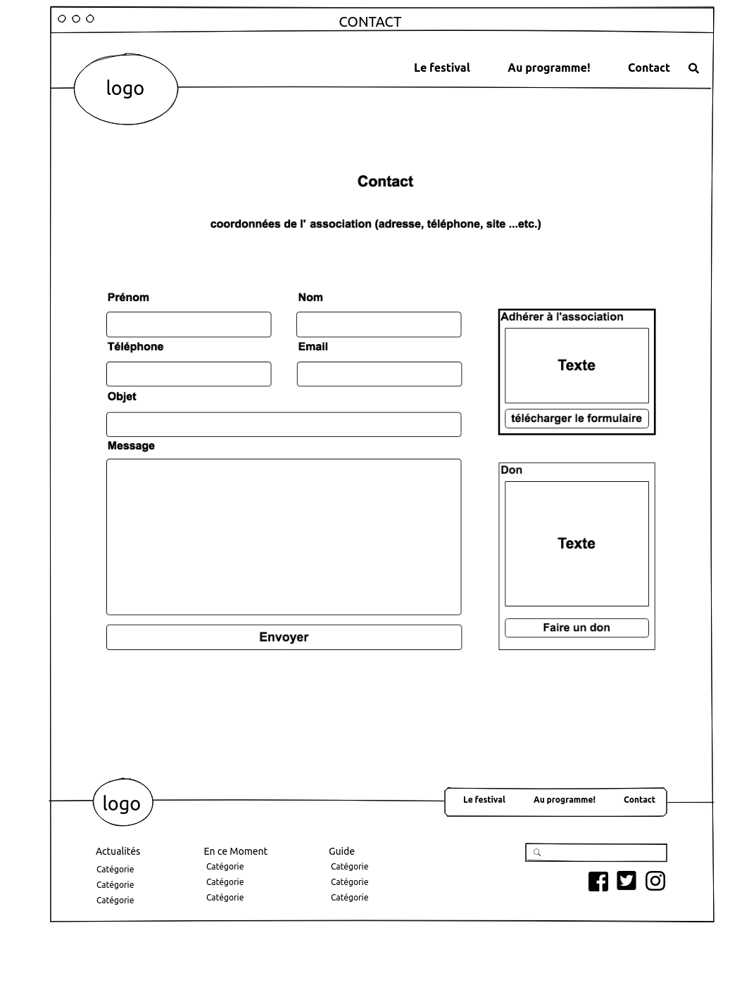 CONTACT
logo
Le festival Au programme! Contact
Contact
coordonnées de l' association (adresse, téléphone, site ...etc.)
Prénom Nom
Téléphone Email
Objet
Message
Envoyer
Adhérer à l'association
Texte
télécharger le formulaire
Don
Texte
Faire un don
logo
Le festival Au programme! Contact
Actualités
Catégorie
Catégorie
Catégorie
En ce Moment
Catégorie
Catégorie
Catégorie
Guide
Catégorie
Catégorie
Catégorie